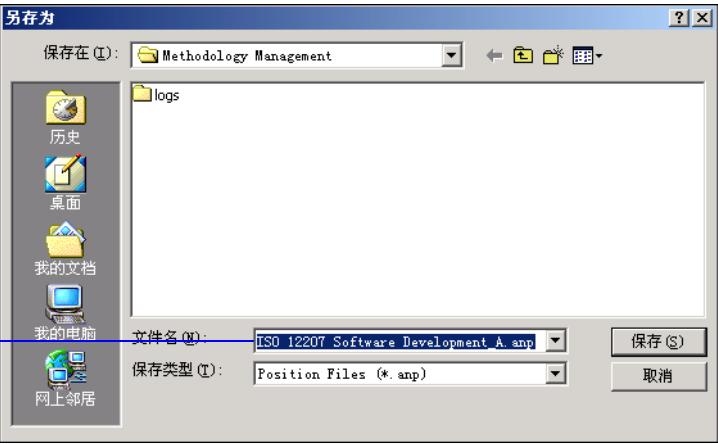 另存为
保存在(I):
Methodology Management
logs
历史
桌面
我的文档
我的电脑
网上邻居
文件名(N):
ISO 12207 Software Development_A.anp
保存(S)
保存类型(T):
Position Files (*.anp)
取消